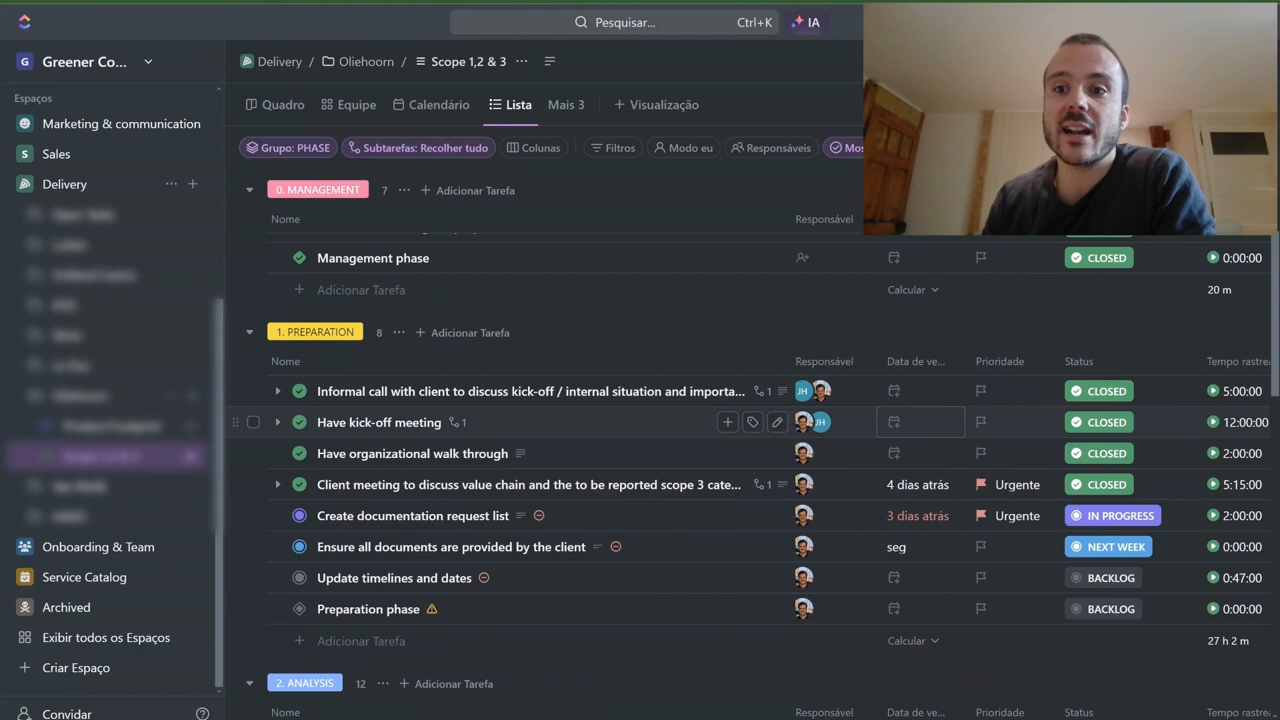 Pesquisar... Ctrl+K IA
G Greener Co...
Delivery / Oliehoorn / Scope 1,2 & 3 ...
Espaços
Marketing & communication
S Sales
Delivery ... +
Onboarding & Team
Service Catalog
Archived
Exibir todos os Espaços
+ Criar Espaço
Convidar
Quadro Equipe Calendário Lista Mais 3 + Visualização
Grupo: PHASE Subtarefas: Recolher tudo Colunas Filtros Modo eu Responsáveis Mos
0. MANAGEMENT 7 ... + Adicionar Tarefa
Nome Responsável
Management phase CLOSED 0:00:00
+ Adicionar Tarefa Calcular 20 m
1. PREPARATION 8 ... + Adicionar Tarefa
Nome Responsável Data de ve... Prioridade Status Tempo rastrea
Informal call with client to discuss kick-off / internal situation and importa... 1 JH CLOSED 5:00:00
Have kick-off meeting 1 JH CLOSED 12:00:00
Have organizational walk through CLOSED 2:00:00
Client meeting to discuss value chain and the to be reported scope 3 cate... 1 4 dias atrás Urgente CLOSED 5:15:00
Create documentation request list 3 dias atrás Urgente IN PROGRESS 2:00:00
Ensure all documents are provided by the client seg NEXT WEEK 0:00:00
Update timelines and dates BACKLOG 0:47:00
Preparation phase BACKLOG 0:00:00
+ Adicionar Tarefa Calcular 27 h 2 m
2. ANALYSIS 12 ... + Adicionar Tarefa
Nome Responsável Data de ve... Prioridade Status Tempo rastrea